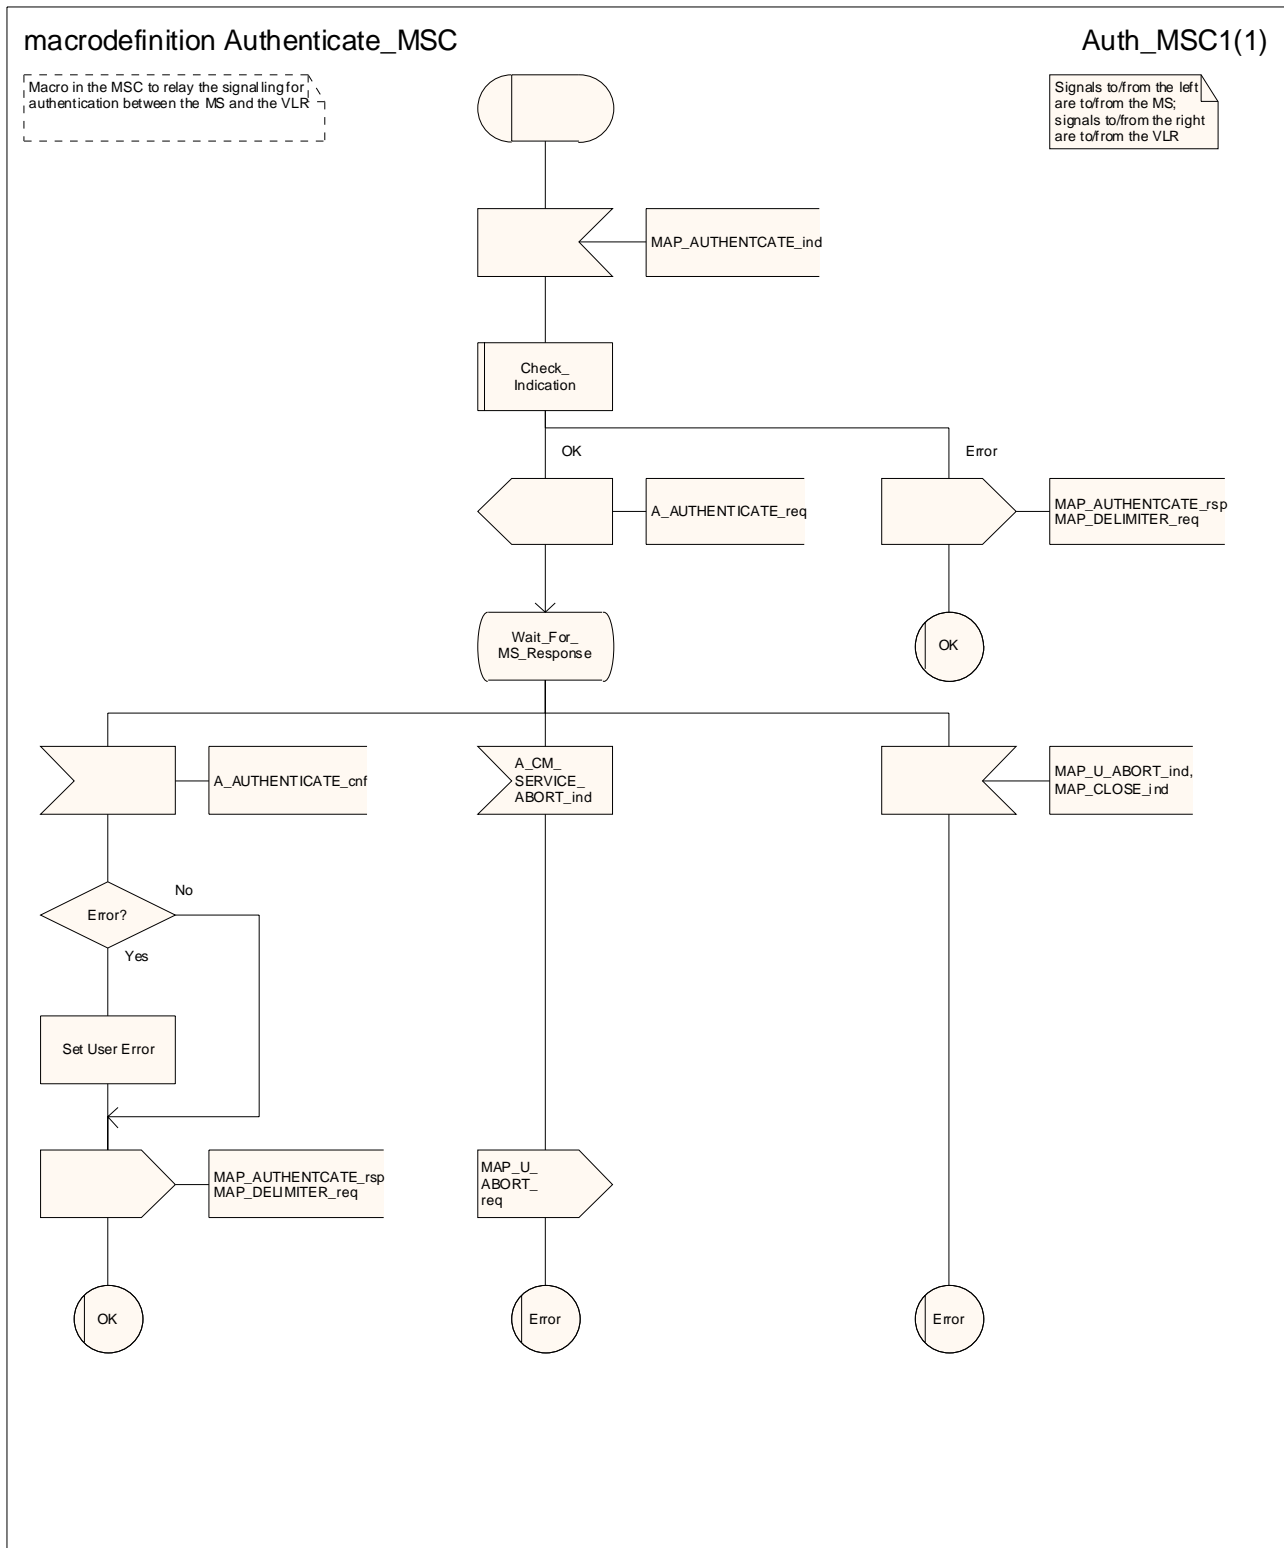 macrodefinition Authenticate_MSC
Auth_MSC1(1)
Macro in the MSC to relay the signalling for
authentication between the MS and the VLR
Signals to/from the left
are to/from the MS;
signals to/from the right
are to/from the VLR
MAP_AUTHENTCATE_ind
Check_
Indication
OK
Error
A_AUTHENTICATE_req
MAP_AUTHENTCATE_rsp
MAP_DELIMITER_req
Wait_For_
MS_Response
OK
A_AUTHENTICATE_cnf
A_CM_
SERVICE_
ABORT_ind
MAP_U_ABORT_ind,
MAP_CLOSE_ind
No
Error?
Yes
Set User Error
MAP_AUTHENTCATE_rsp
MAP_DELIMITER_req
MAP_U_
ABORT_
req
OK
Error
Error